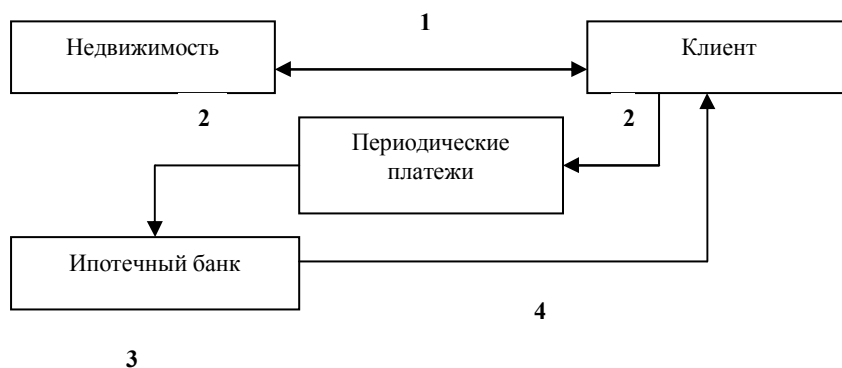 1
Недвижимость
Клиент
2
2
Периодические
платежи
Ипотечный банк
4
3